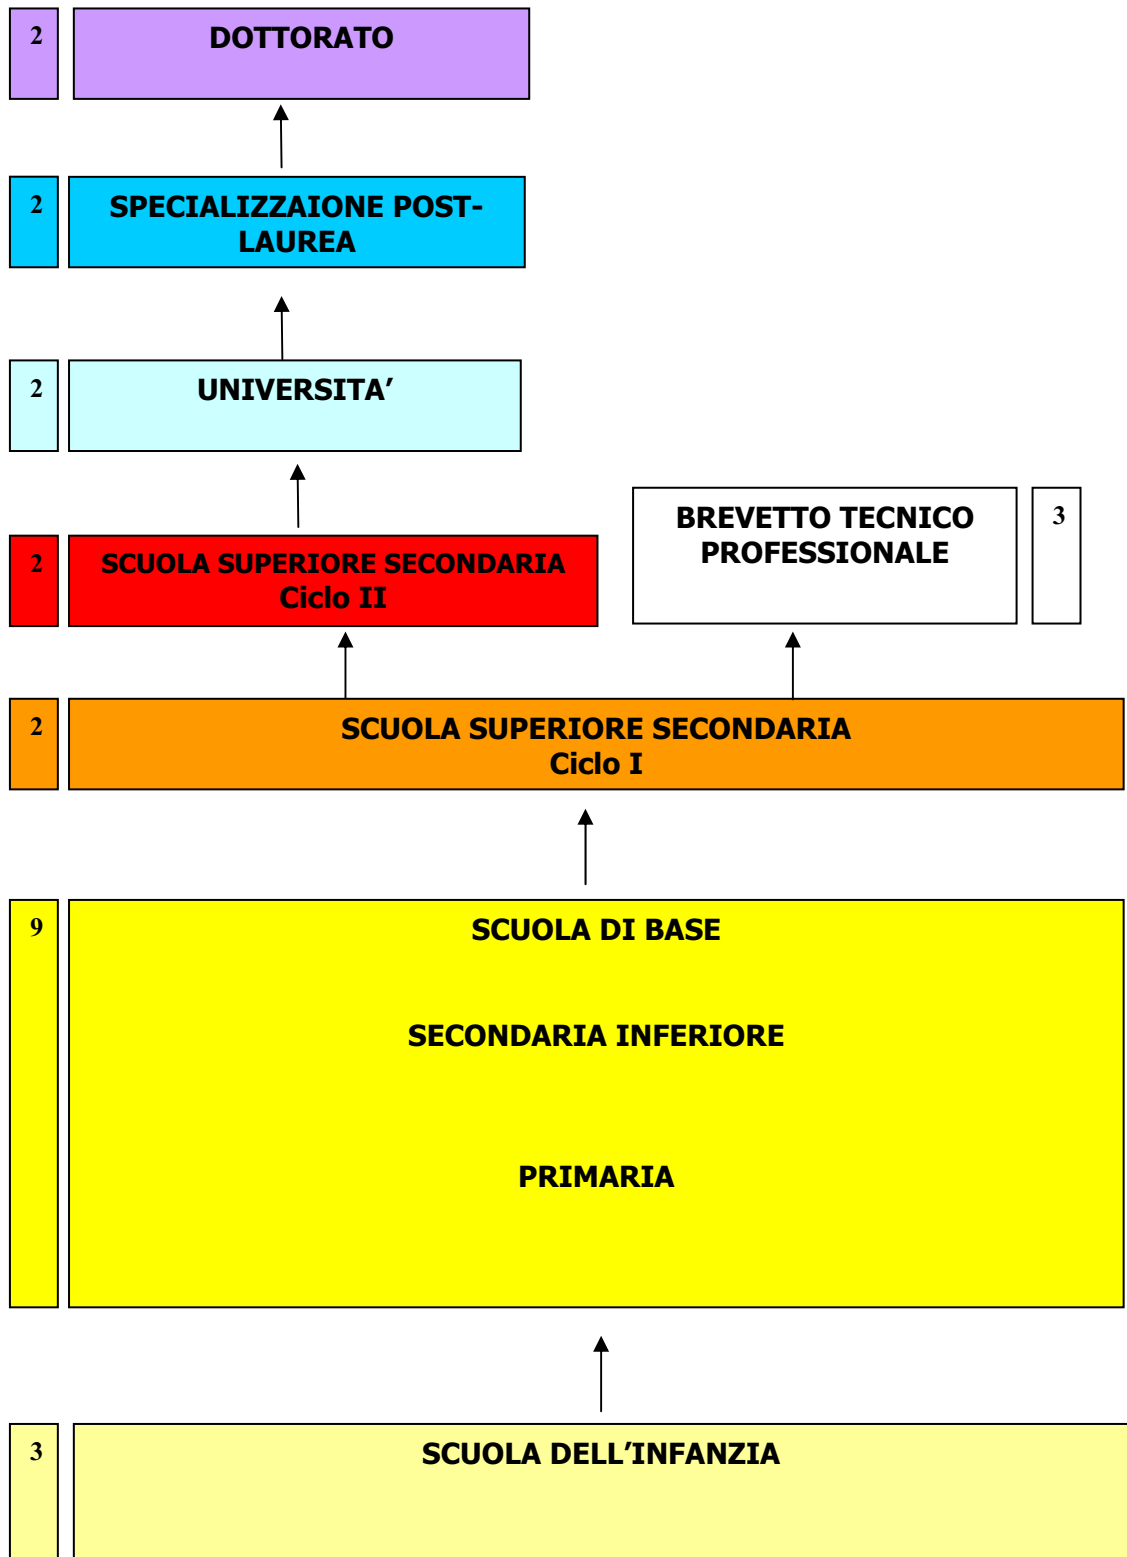 2
DOTTORATO
2
SPECIALIZZAIONE POST-
LAUREA
2
UNIVERSITA’
BREVETTO TECNICO
PROFESSIONALE
3
2
SCUOLA SUPERIORE SECONDARIA
Ciclo II
2
SCUOLA SUPERIORE SECONDARIA
Ciclo I
9
SCUOLA DI BASE
SECONDARIA INFERIORE
PRIMARIA
3
SCUOLA DELL’INFANZIA